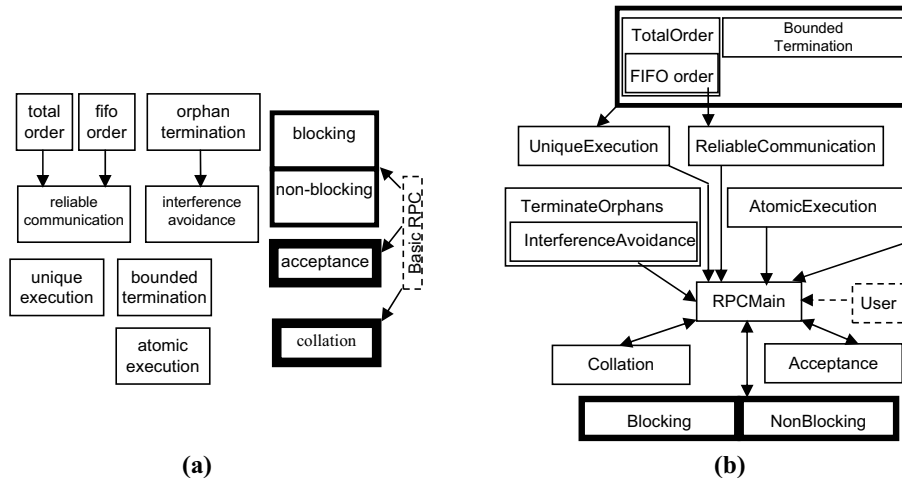 total
order
fifo
order
orphan
termination
reliable
communication
interference
avoidance
unique
execution
bounded
termination
atomic
execution
blocking
non-blocking
acceptance
collation
Basic RPC
(a)
TotalOrder
FIFO order
Bounded
Termination
UniqueExecution
ReliableCommunication
TerminateOrphans
InterferenceAvoidance
AtomicExecution
RPCMain
User
Collation
Acceptance
Blocking
NonBlocking
(b)